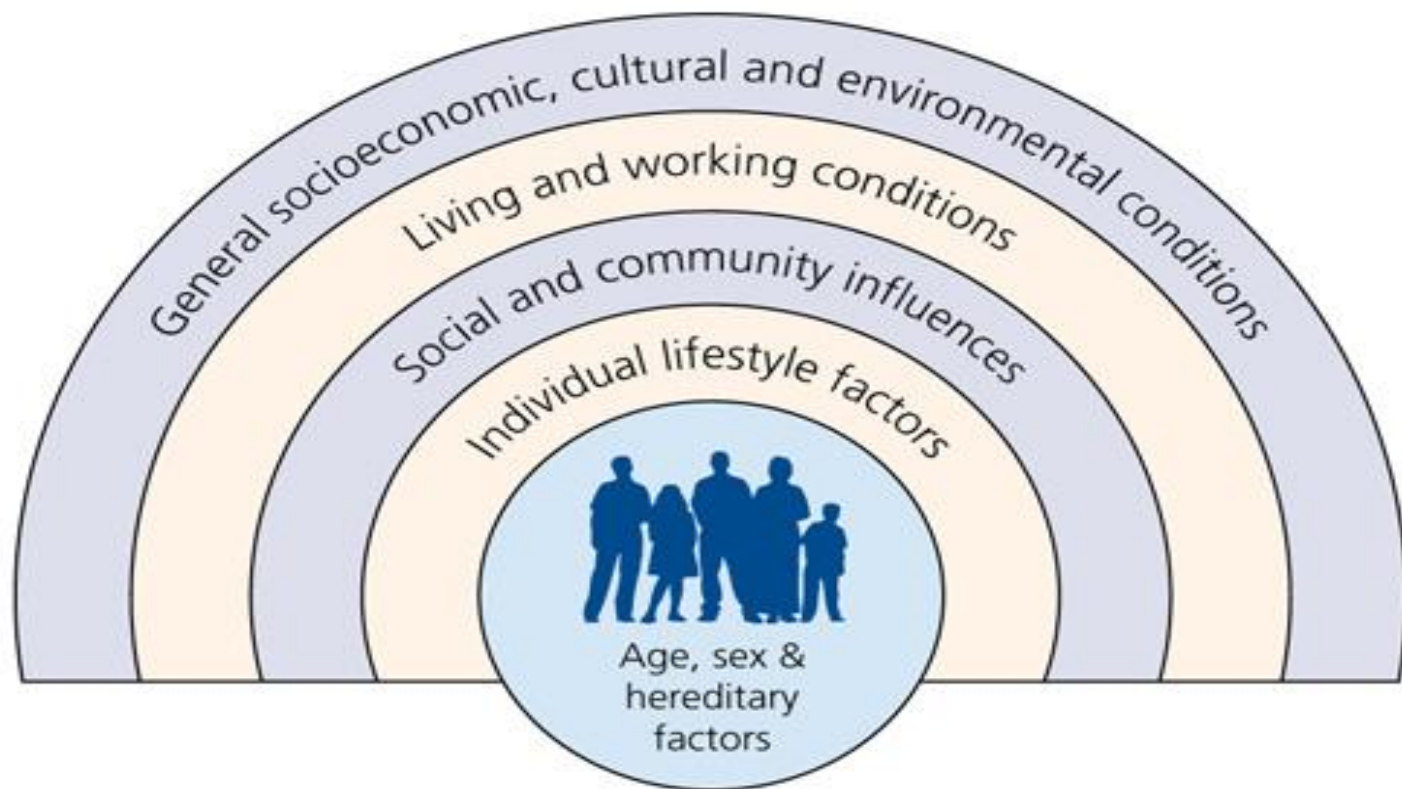 General socioeconomic, cultural and environmental conditions
Living and working conditions
Social and community influences
Individual lifestyle factors
Age, sex &
hereditary
factors